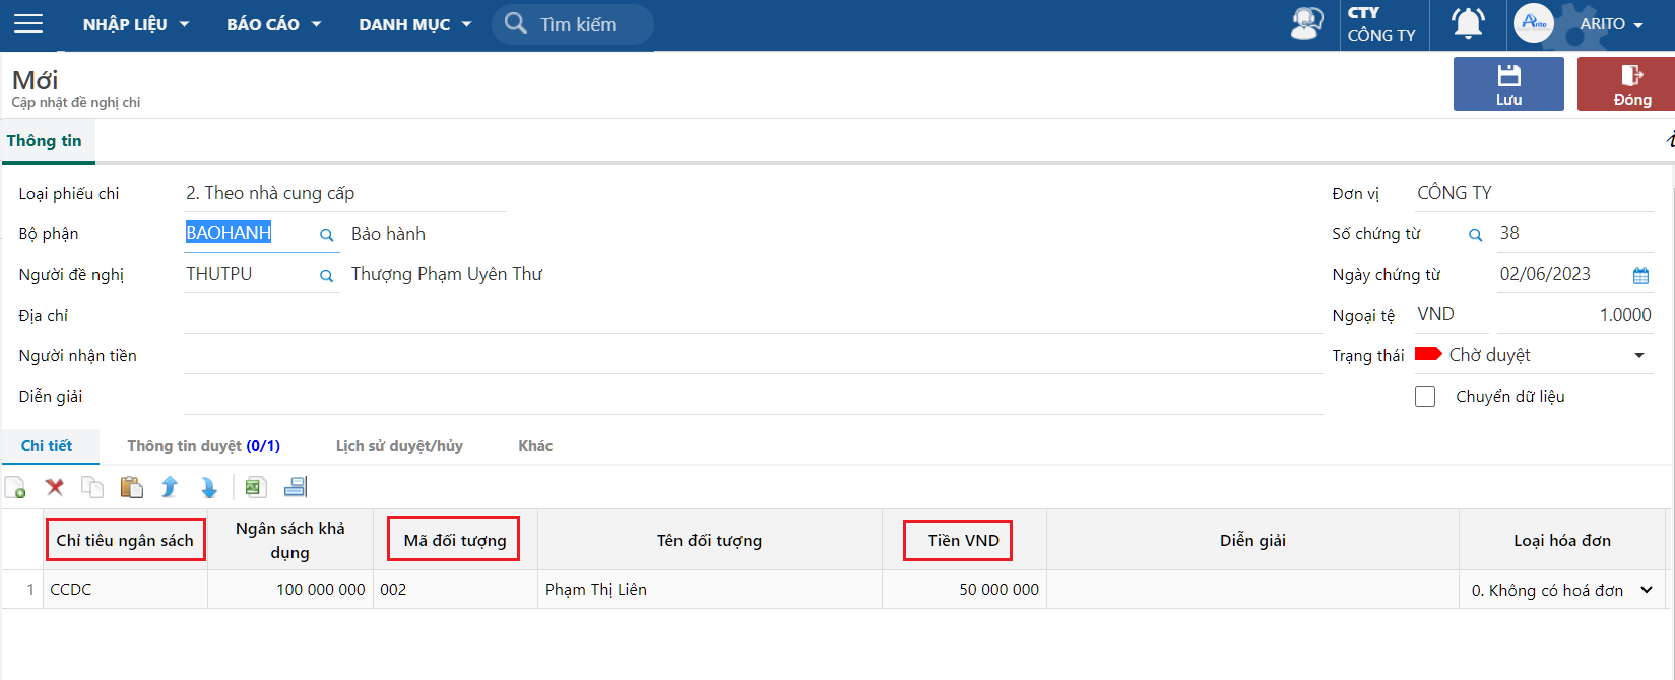 NHẬP LIỆU BÁO CÁO DANH MỤC Tìm kiếm CTY ARITO
CÔNG TY
Arito
Mới
Cập nhật đề nghị chi
Lưu Đóng
Thông tin
Loại phiếu chi 2. Theo nhà cung cấp Đơn vị CÔNG TY
Bộ phận BAOHANH Bảo hành Số chứng từ 38
Người đề nghị THUTPU Thượng Phạm Uyên Thư Ngày chứng từ 02/06/2023
Địa chỉ Ngoại tệ VND 1.0000
Người nhận tiền Trạng thái Chờ duyệt
Diễn giải Chuyển dữ liệu
Chi tiết Thông tin duyệt (0/1) Lịch sử duyệt/hủy Khác
Chỉ tiêu ngân sách Ngân sách khả dụng Mã đối tượng Tên đối tượng Tiền VND Diễn giải Loại hóa đơn
1 CCDC 100 000 000 002 Phạm Thị Liên 50 000 000 0. Không có hoá đơn